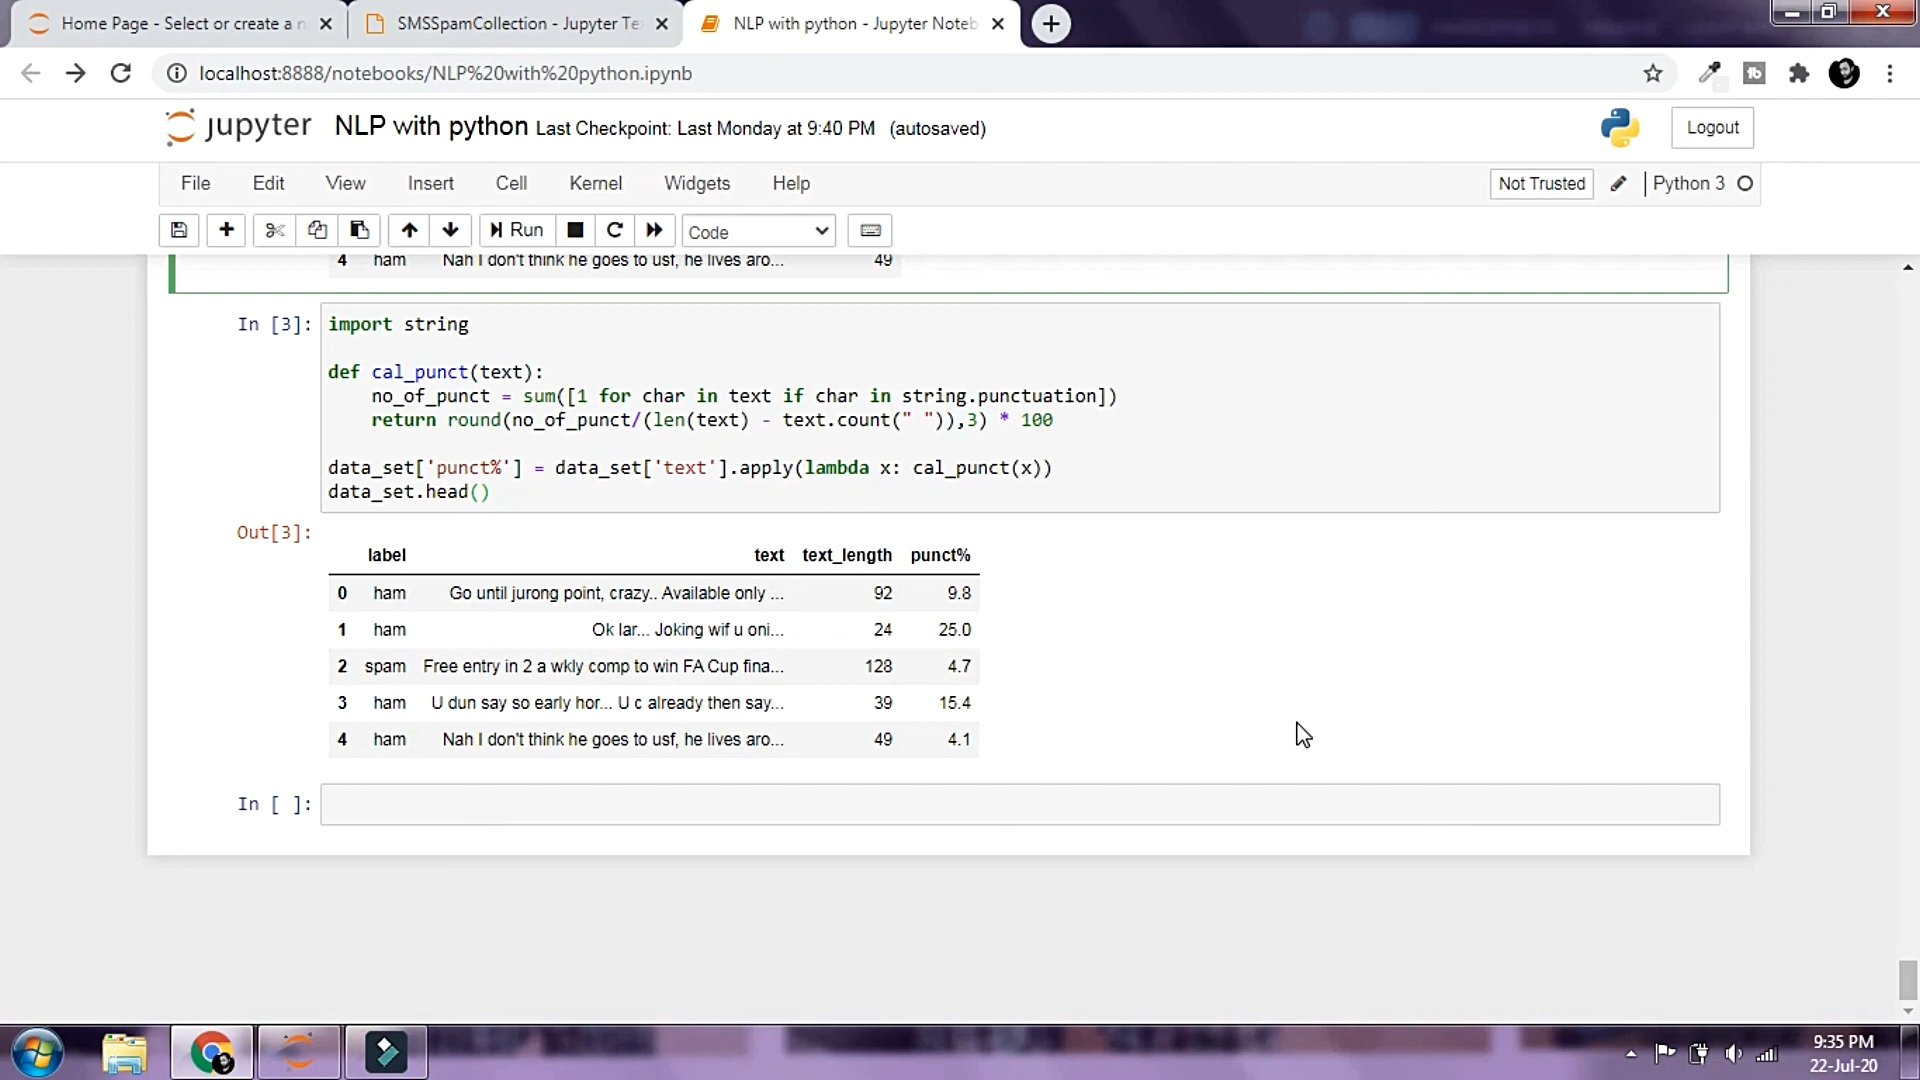 Home Page - Select or create a n
SMSSpamCollection - Jupyter Te
NLP with python - Jupyter Noteb
localhost:8888/notebooks/NLP%20with%20python.ipynb
jupyter NLP with python Last Checkpoint: Last Monday at 9:40 PM (autosaved)
Logout
File Edit View Insert Cell Kernel Widgets Help
Not Trusted
Python 3
Run
Code
4 ham Nah I don't think he goes to usf, he lives aro... 49
In [3]:
import string
def cal_punct(text):
    no_of_punct = sum([1 for char in text if char in string.punctuation])
    return round(no_of_punct/(len(text) - text.count(" ")),3) * 100
data_set['punct%'] = data_set['text'].apply(lambda x: cal_punct(x))
data_set.head()
Out[3]:
label text text_length punct%
0 ham Go until jurong point, crazy.. Available only ... 92 9.8
1 ham Ok lar... Joking wif u oni... 24 25.0
2 spam Free entry in 2 a wkly comp to win FA Cup fina... 128 4.7
3 ham U dun say so early hor... U c already then say... 39 15.4
4 ham Nah I don't think he goes to usf, he lives aro... 49 4.1
In [ ]:
9:35 PM
22-Jul-20